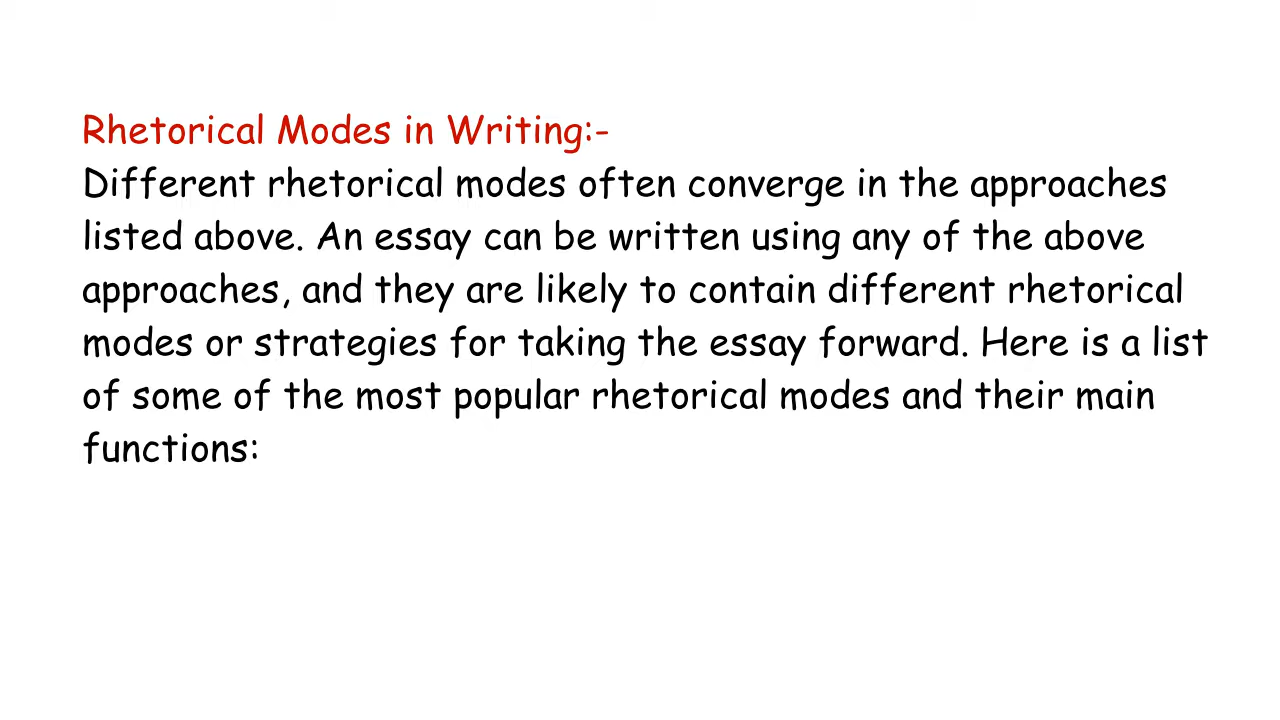 Rhetorical Modes in Writing:-
Different rhetorical modes often converge in the approaches
listed above. An essay can be written using any of the above
approaches, and they are likely to contain different rhetorical
modes or strategies for taking the essay forward. Here is a list
of some of the most popular rhetorical modes and their main
functions: